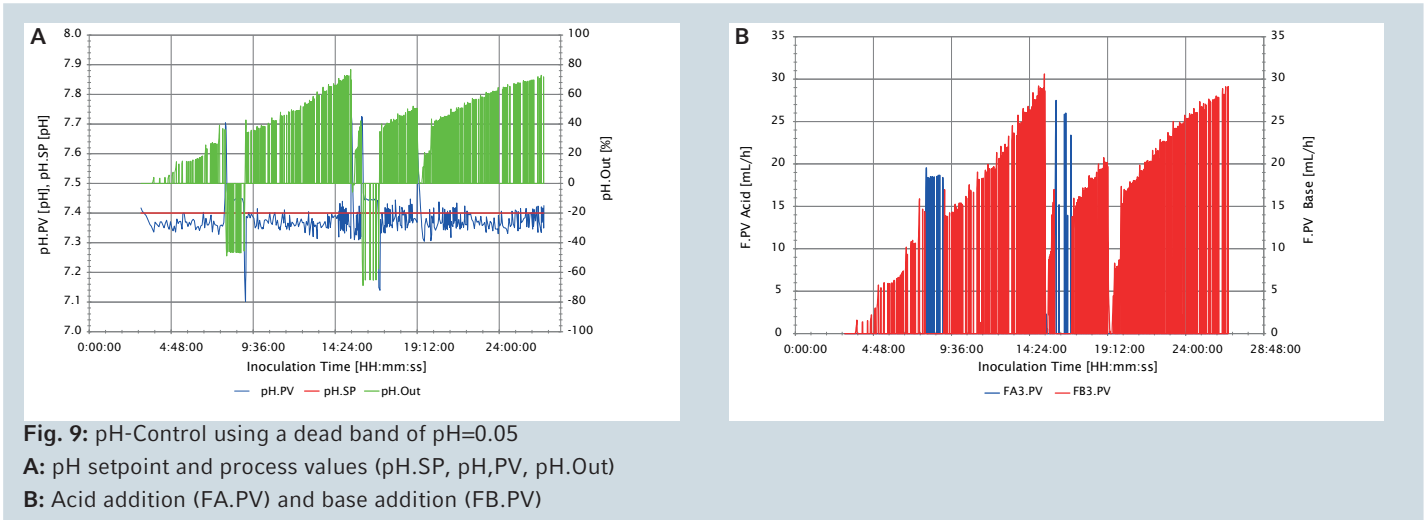 A
8.0
7.9
7.8
7.7
7.6
7.5
7.4
7.3
7.2
7.1
7.0
pH.PV [pH], pH.SP [pH]
100
80
60
40
20
0
-20
-40
-60
-80
-100
pH.Out [%]
0:00:00 4:48:00 9:36:00 14:24:00 19:12:00 24:00:00
Inoculation Time [HH:mm:ss]
pH.PV pH.SP pH.Out
B
35
30
25
20
15
10
5
0
F.PV Acid [mL/h]
35
30
25
20
15
10
5
0
F.PV Base [mL/h]
0:00:00 4:48:00 9:36:00 14:24:00 19:12:00 24:00:00 28:48:00
Inoculation Time [HH:mm:ss]
FA3.PV FB3.PV
Fig. 9: pH-Control using a dead band of pH=0.05
A: pH setpoint and process values (pH.SP, pH,PV, pH.Out)
B: Acid addition (FA.PV) and base addition (FB.PV)